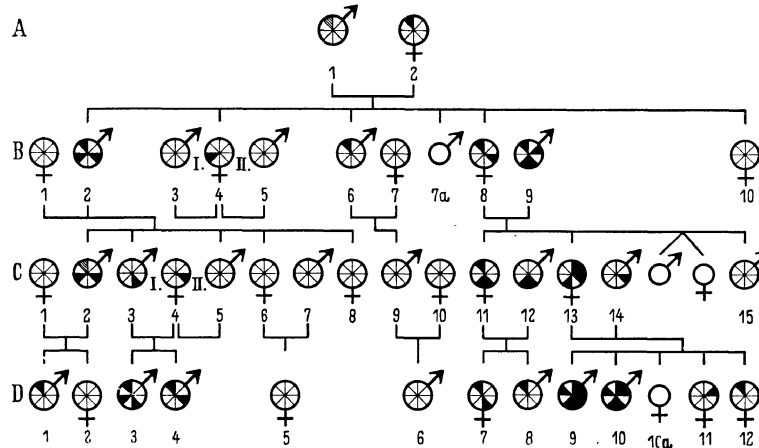 A
1 2
B I. II.
1 2 3 4 5 6 7 7a 8 9 10
C I. II.
1 2 3 4 5 6 7 8 9 10 11 12 13 14 15
D
1 2 3 4 5 6 7 8 9 10 10a 11 12